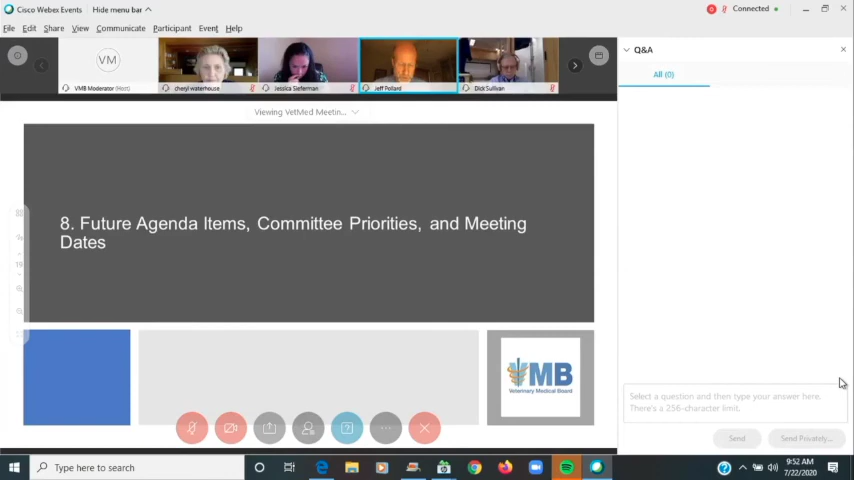 Cisco Webex Events
Hide menu bar
Connected
File Edit Share View Communicate Participant Event Help
VM
VMB Moderator (Host)
cheryl waterhouse
Jessica Sieferman
Jeff Pollard
Dick Sullivan
Viewing VetMed Meetin...
8. Future Agenda Items, Committee Priorities, and Meeting
Dates
VMB
Veterinary Medical Board
Q&A
All (0)
Select a question and then type your answer here.
There's a 256-character limit.
Send
Send Privately...
Type here to search
9:52 AM
7/22/2020